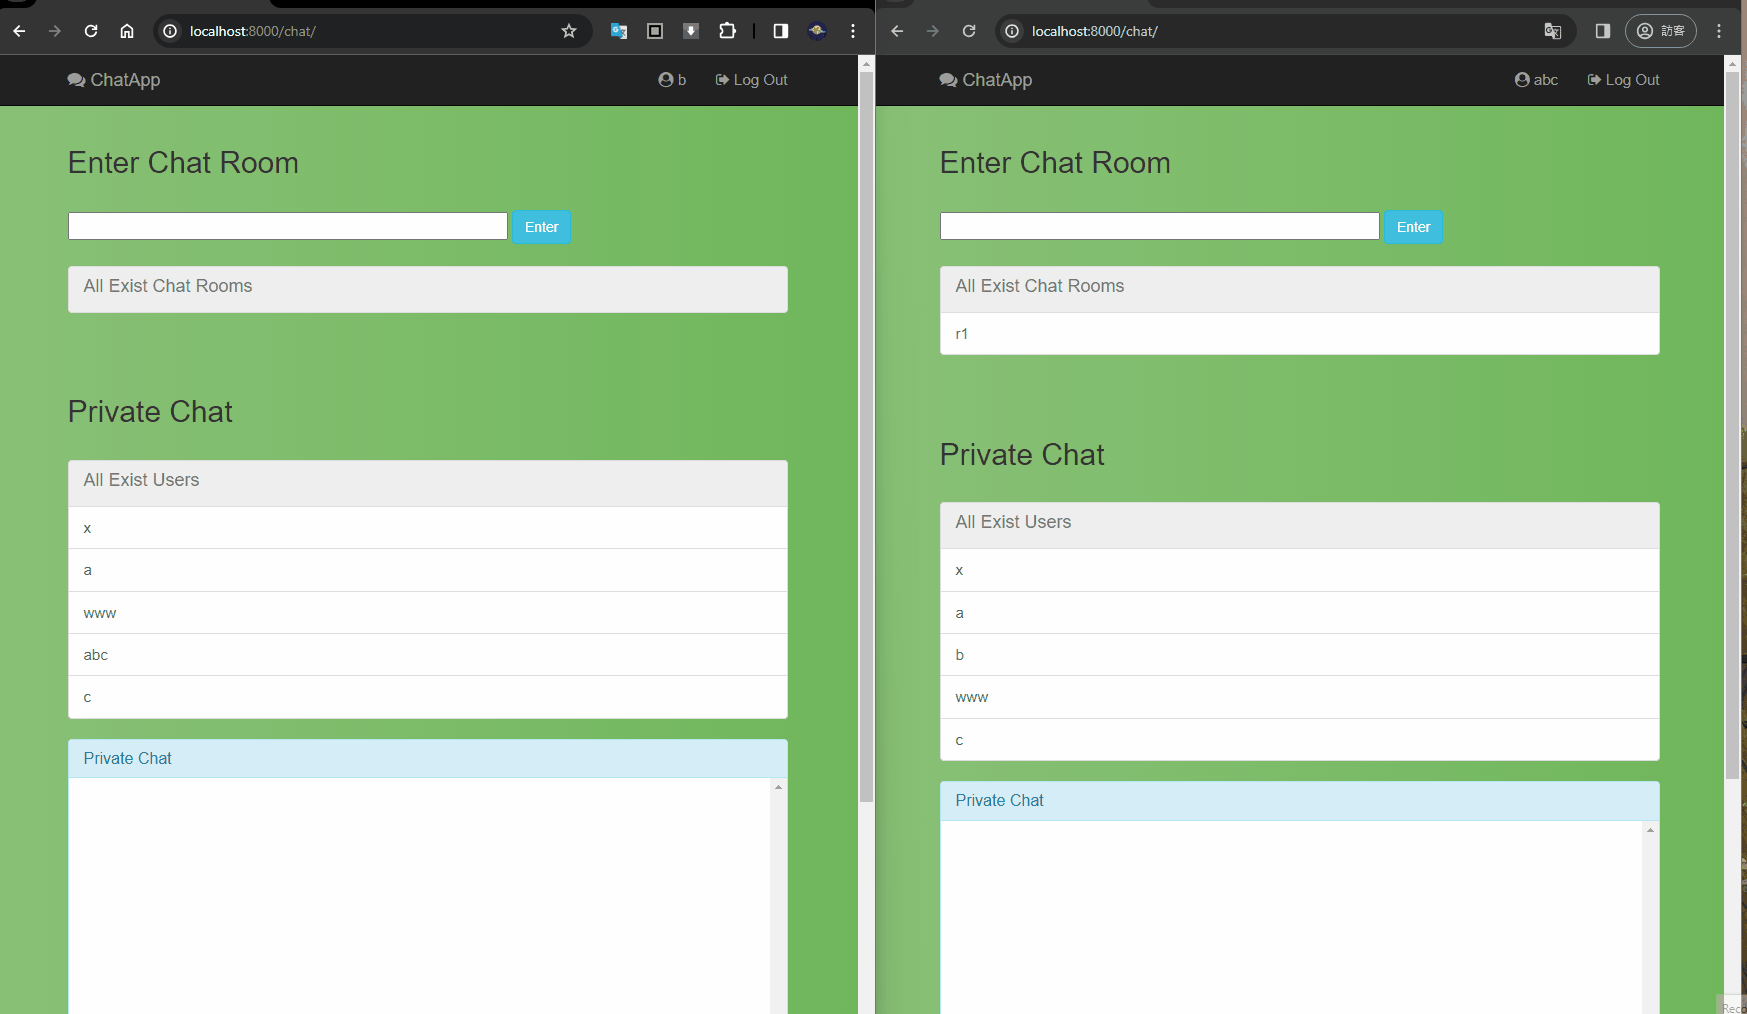 localhost:8000/chat/
ChatApp
b
Log Out
Enter Chat Room
Enter
All Exist Chat Rooms
Private Chat
All Exist Users
x
a
www
abc
c
Private Chat
localhost:8000/chat/
訪客
ChatApp
abc
Log Out
Enter Chat Room
Enter
All Exist Chat Rooms
r1
Private Chat
All Exist Users
x
a
b
www
c
Private Chat
Reco